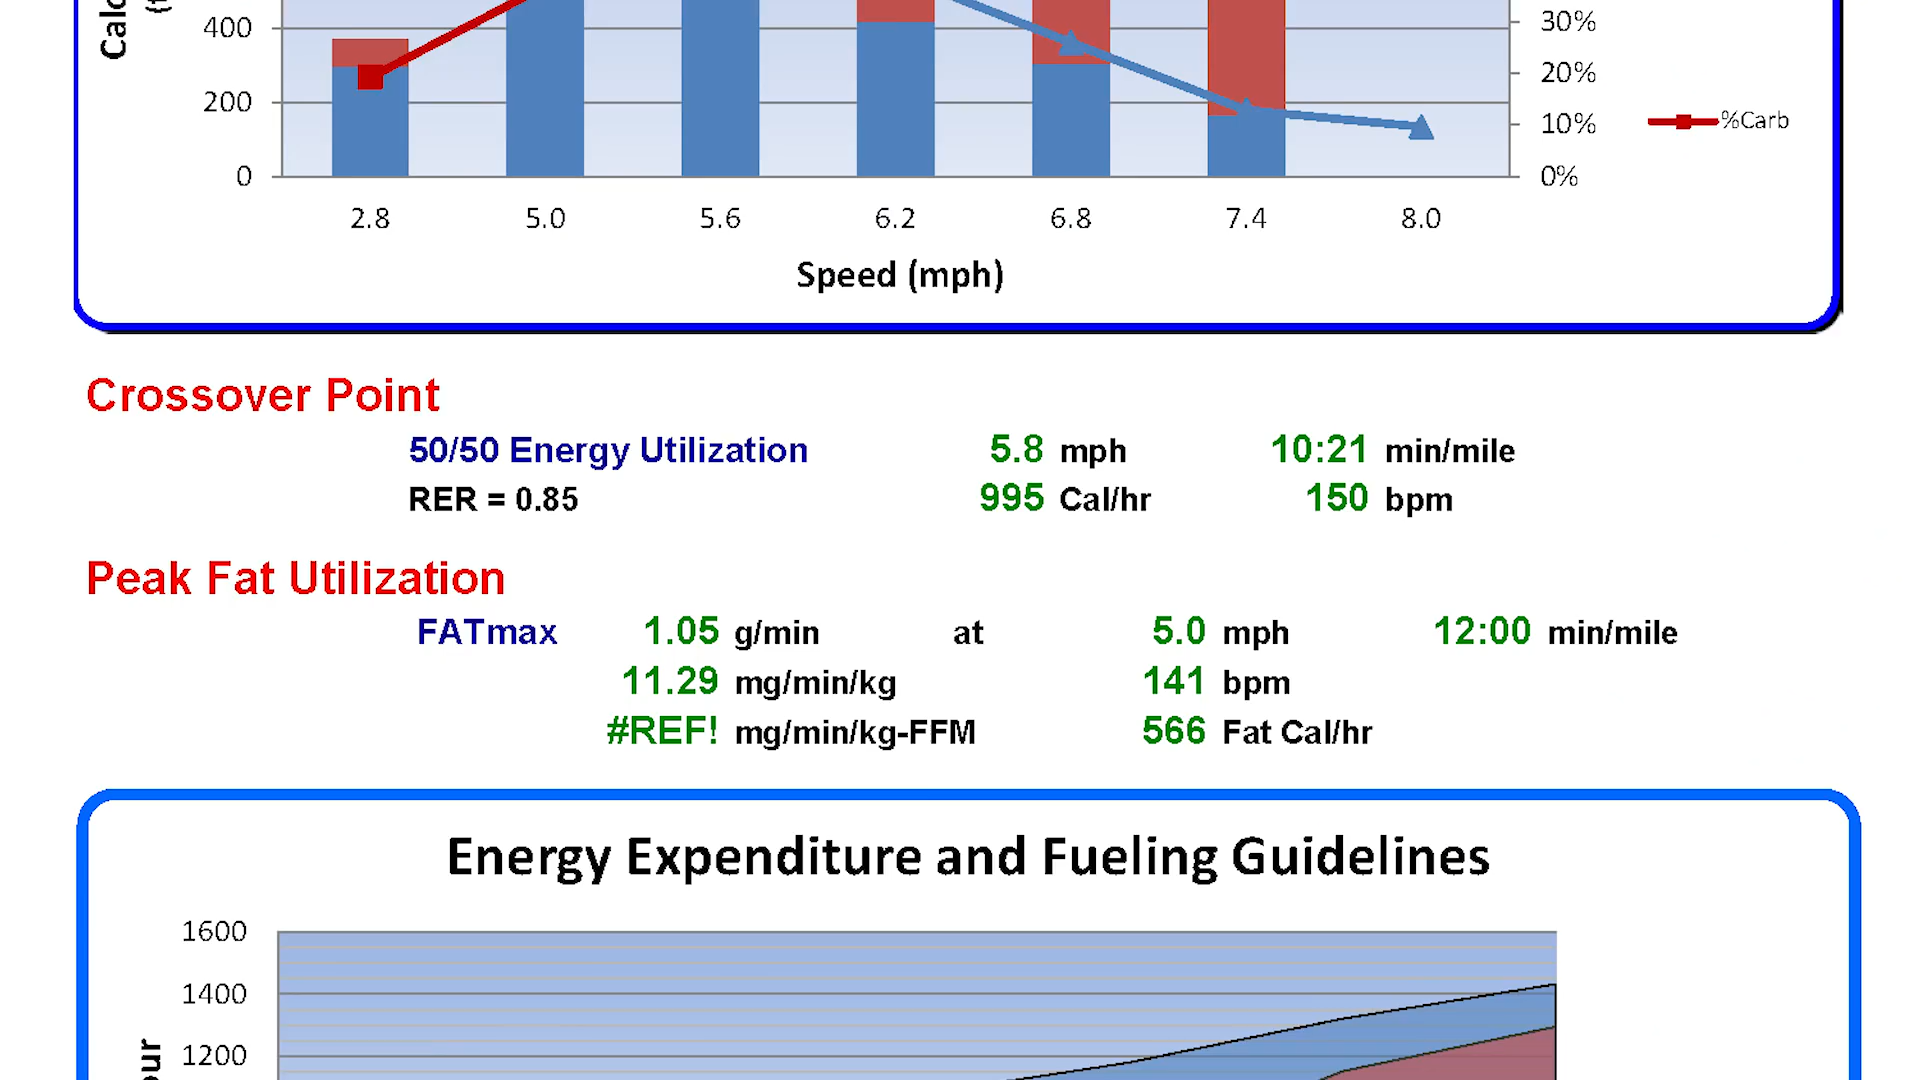 400
200
0
30%
20%
10%
0%
%Carb
2.8 5.0 5.6 6.2 6.8 7.4 8.0
Speed (mph)
Crossover Point
50/50 Energy Utilization 5.8 mph 10:21 min/mile
RER = 0.85 995 Cal/hr 150 bpm
Peak Fat Utilization
FATmax 1.05 g/min at 5.0 mph 12:00 min/mile
11.29 mg/min/kg 141 bpm
#REF! mg/min/kg-FFM 566 Fat Cal/hr
Energy Expenditure and Fueling Guidelines
1600
1400
1200